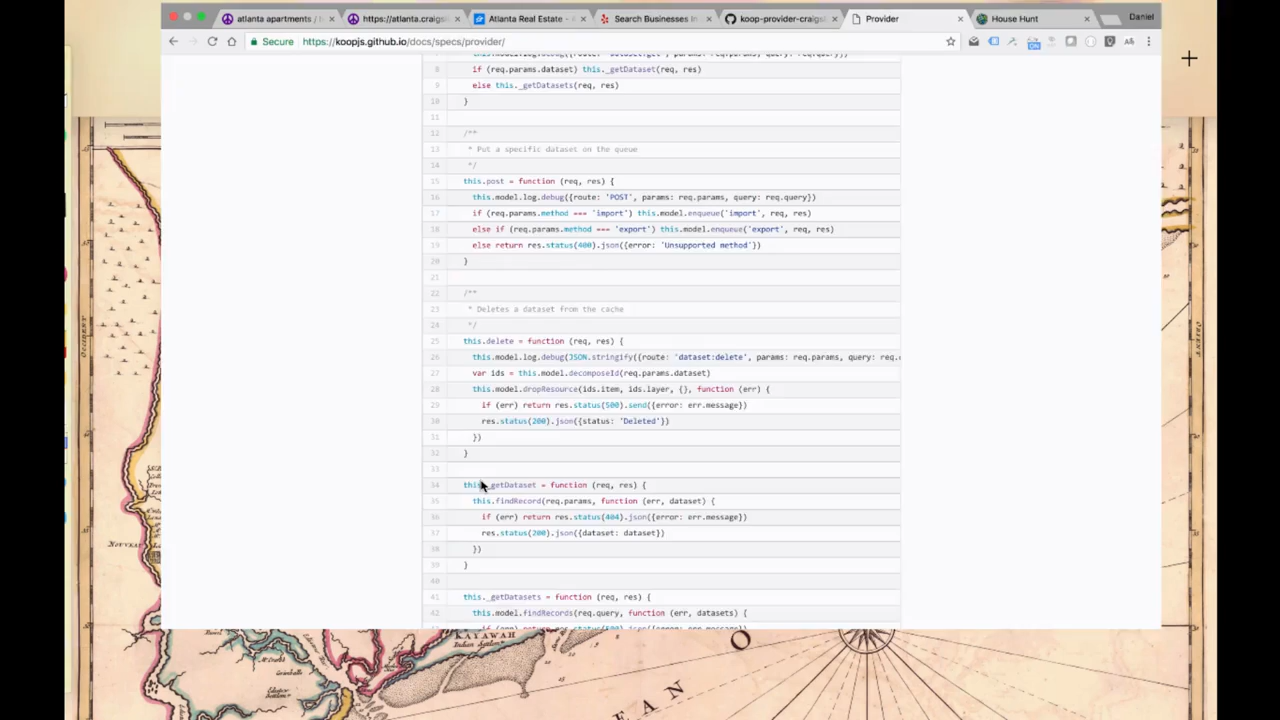 atlanta apartments / h
https://atlanta.craigsli
Atlanta Real Estate -
Search Businesses In
koop-provider-craigsl
Provider
House Hunt
Daniel
Secure
https://koopjs.github.io/docs/specs/provider/
8 if (req.params.dataset) this._getDataset(req, res)
9 else this._getDatasets(req, res)
10 }
11
12 /**
13 * Put a specific dataset on the queue
14 */
15 this.post = function (req, res) {
16 this.model.log.debug({route: 'POST', params: req.params, query: req.query})
17 if (req.params.method === 'import') this.model.enqueue('import', req, res)
18 else if (req.params.method === 'export') this.model.enqueue('export', req, res)
19 else return res.status(400).json({error: 'Unsupported method'})
20 }
21
22 /**
23 * Deletes a dataset from the cache
24 */
25 this.delete = function (req, res) {
26 this.model.log.debug(JSON.stringify({route: 'dataset:delete', params: req.params, query: req.
27 var ids = this.model.decomposeId(req.params.dataset)
28 this.model.dropResource(ids.item, ids.layer, {}, function (err) {
29 if (err) return res.status(500).send({error: err.message})
30 res.status(200).json({status: 'Deleted'})
31 })
32 }
33
34 this._getDataset = function (req, res) {
35 this.findRecord(req.params, function (err, dataset) {
36 if (err) return res.status(404).json({error: err.message})
37 res.status(200).json({dataset: dataset})
38 })
39 }
40
41 this._getDatasets = function (req, res) {
42 this.model.findRecords(req.query, function (err, datasets) {
KAYAWAH
O
EAN